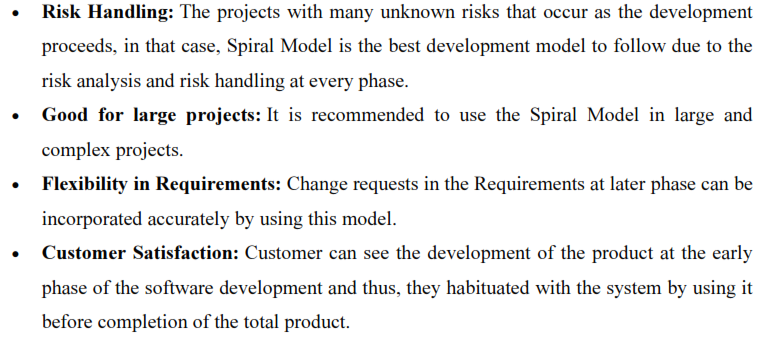 • Risk Handling: The projects with many unknown risks that occur as the development
proceeds, in that case, Spiral Model is the best development model to follow due to the
risk analysis and risk handling at every phase.
• Good for large projects: It is recommended to use the Spiral Model in large and
complex projects.
• Flexibility in Requirements: Change requests in the Requirements at later phase can be
incorporated accurately by using this model.
• Customer Satisfaction: Customer can see the development of the product at the early
phase of the software development and thus, they habituated with the system by using it
before completion of the total product.